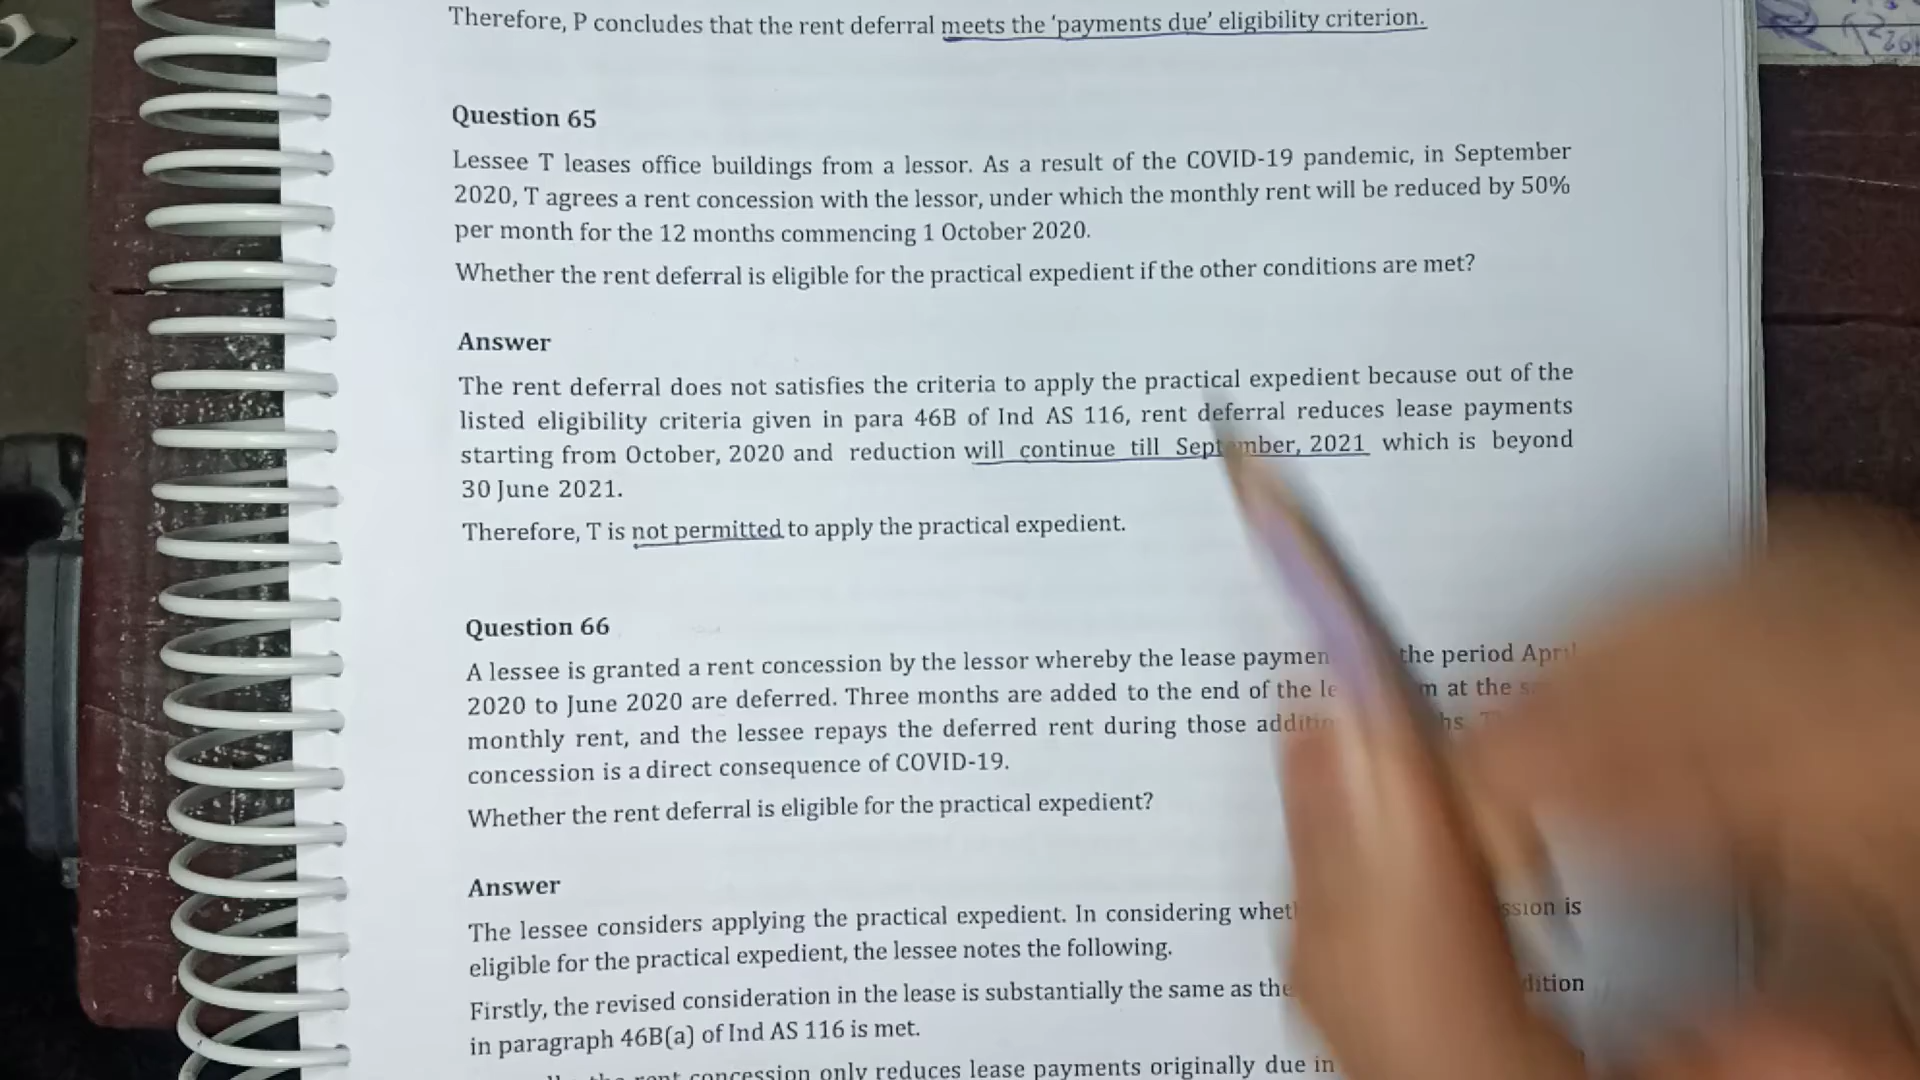 Therefore, P concludes that the rent deferral meets the ‘payments due’ eligibility criterion.
Question 65
Lessee T leases office buildings from a lessor. As a result of the COVID-19 pandemic, in September
2020, T agrees a rent concession with the lessor, under which the monthly rent will be reduced by 50%
per month for the 12 months commencing 1 October 2020.
Whether the rent deferral is eligible for the practical expedient if the other conditions are met?
Answer
The rent deferral does not satisfies the criteria to apply the practical expedient because out of the
listed eligibility criteria given in para 46B of Ind AS 116, rent deferral reduces lease payments
starting from October, 2020 and reduction will continue till September, 2021 which is beyond
30 June 2021.
Therefore, T is not permitted to apply the practical expedient.
Question 66
A lessee is granted a rent concession by the lessor whereby the lease the period April
2020 to June 2020 are deferred. Three months are added to the end of the at the
monthly rent, and the lessee repays the deferred rent during those
concession is a direct consequence of COVID-19.
Whether the rent deferral is eligible for the practical expedient?
Answer
The lessee considers applying the practical expedient. In considering is
eligible for the practical expedient, the lessee notes the following.
Firstly, the revised consideration in the lease is substantially the same as the
in paragraph 46B(a) of Ind AS 116 is met.
rent concession only reduces lease payments originally due in